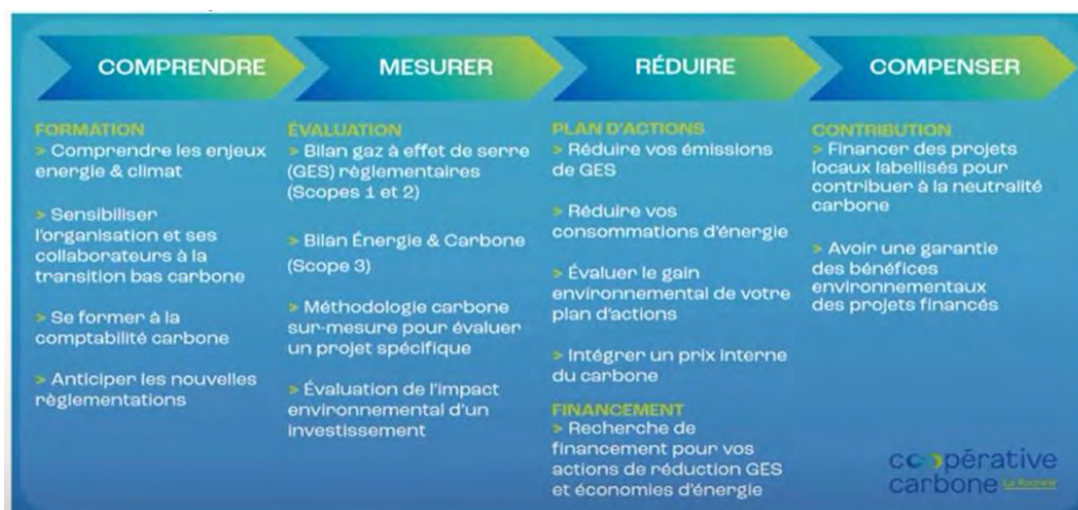 COMPRENDRE
FORMATION
> Comprendre les enjeux
energie & climat
> Sensibiliser
l'organisation et ses
collaborateurs à la
transition bas carbone
> Se former à la
comptabilité carbone
> Anticiper les nouvelles
règlementations
MESURER
ÉVALUATION
> Bilan gaz à effet de serre
(GES) règlementaires
(Scopes 1 et 2)
> Bilan Énergie & Carbone
(Scope 3)
> Méthodologie carbone
sur-mesure pour évaluer
un projet spécifique
> Évaluation de l'impact
environnemental d'un
investissement
RÉDUIRE
PLAN D'ACTIONS
> Réduire vos émissions
de GES
> Réduire vos
consommations d'énergie
> Évaluer le gain
environnemental de votre
plan d'actions
> Intégrer un prix interne
du carbone
FINANCEMENT
> Recherche de
financement pour vos
actions de réduction GES
et économies d'énergie
COMPENSER
CONTRIBUTION
> Financer des projets
locaux labellisés pour
contribuer à la neutralité
carbone
> Avoir une garantie
des bénéfices
environnementaux
des projets financés
coopérative
carbone La Rochelle